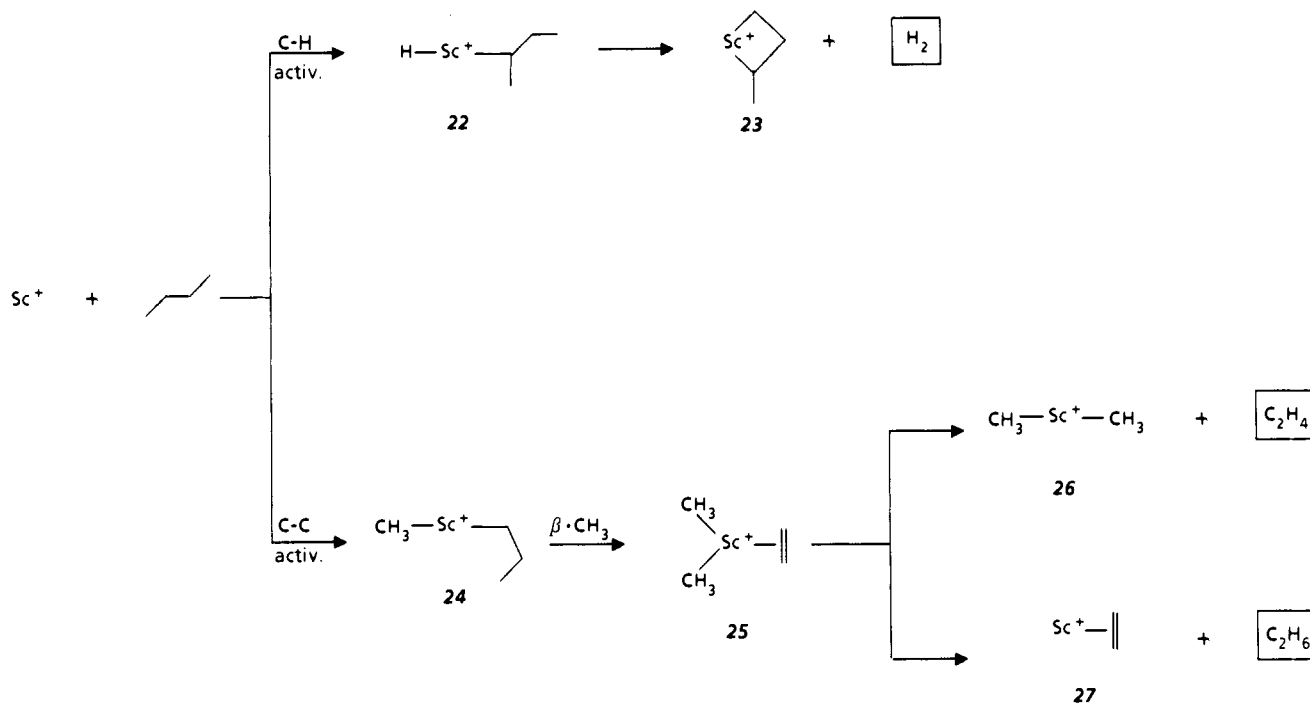 C-H
activ.
H—Sc⁺
22
Sc⁺
23
+
H₂
Sc⁺ +
C-C
activ.
CH₃—Sc⁺
24
β·CH₃
CH₃
Sc⁺
CH₃
25
CH₃—Sc⁺—CH₃
26
+
C₂H₄
Sc⁺
27
+
C₂H₆